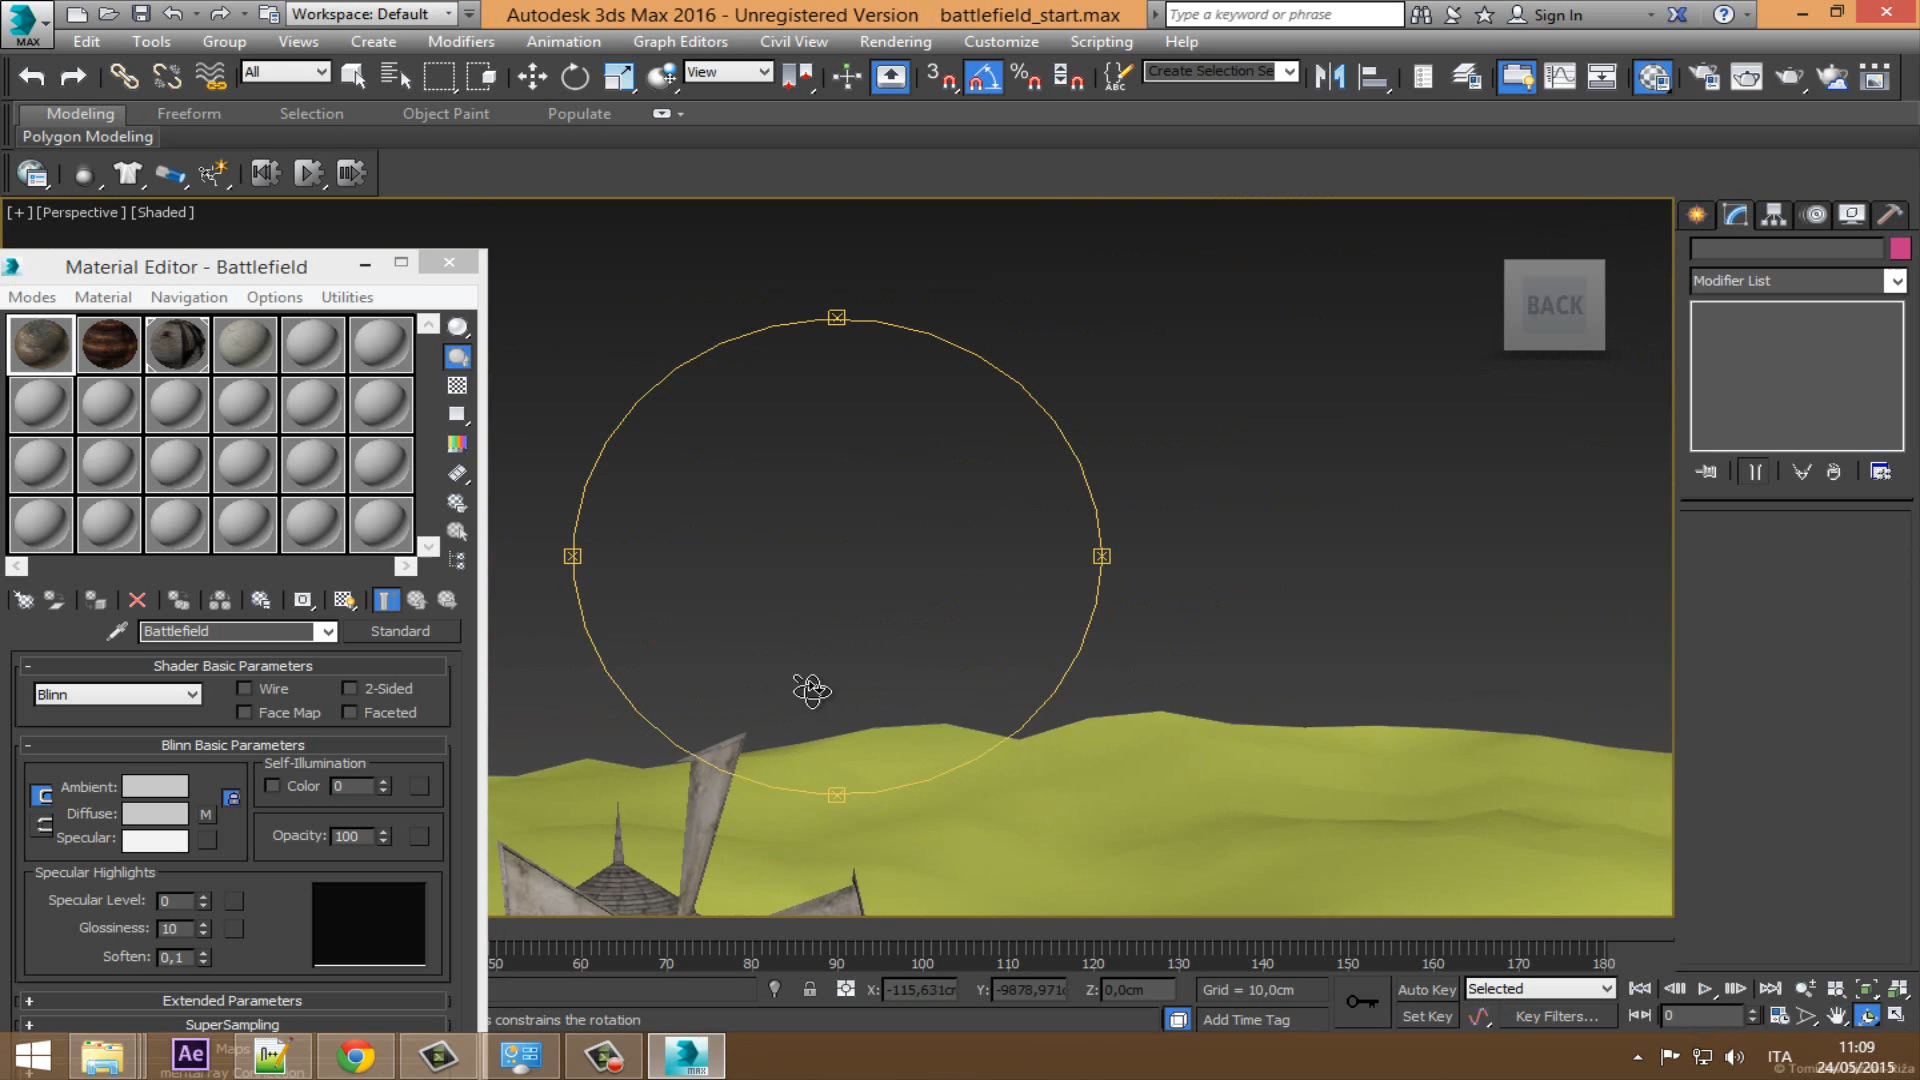 MAX
Workspace: Default
Autodesk 3ds Max 2016 - Unregistered Version battlefield_start.max
Type a keyword or phrase
Sign In
Edit Tools Group Views Create Modifiers Animation Graph Editors Civil View Rendering Customize Scripting Help
All
View
3
ABC
Create Selection Se
Modeling Freeform Selection Object Paint Populate
Polygon Modeling
[+] [Perspective] [Shaded]
BACK
Modifier List
Material Editor - Battlefield
Modes Material Navigation Options Utilities
Battlefield
Standard
Shader Basic Parameters
Blinn
Wire
2-Sided
Face Map
Faceted
Blinn Basic Parameters
Self-Illumination
Ambient:
Color 0
Diffuse: M
Specular:
Opacity: 100
Specular Highlights
Specular Level: 0
Glossiness: 10
Soften: 0,1
Extended Parameters
SuperSampling
Maps
50 60 70 80 90 100 110 120 130 140 150 160 170 180
X: -115,631cr Y: -9878,971c Z: 0,0cm
Grid = 10,0cm
Auto Key
Selected
s constrains the rotation
Add Time Tag
Set Key
Key Filters...
0
Ae
n++
MAX
ITA
11:09
24/05/2015